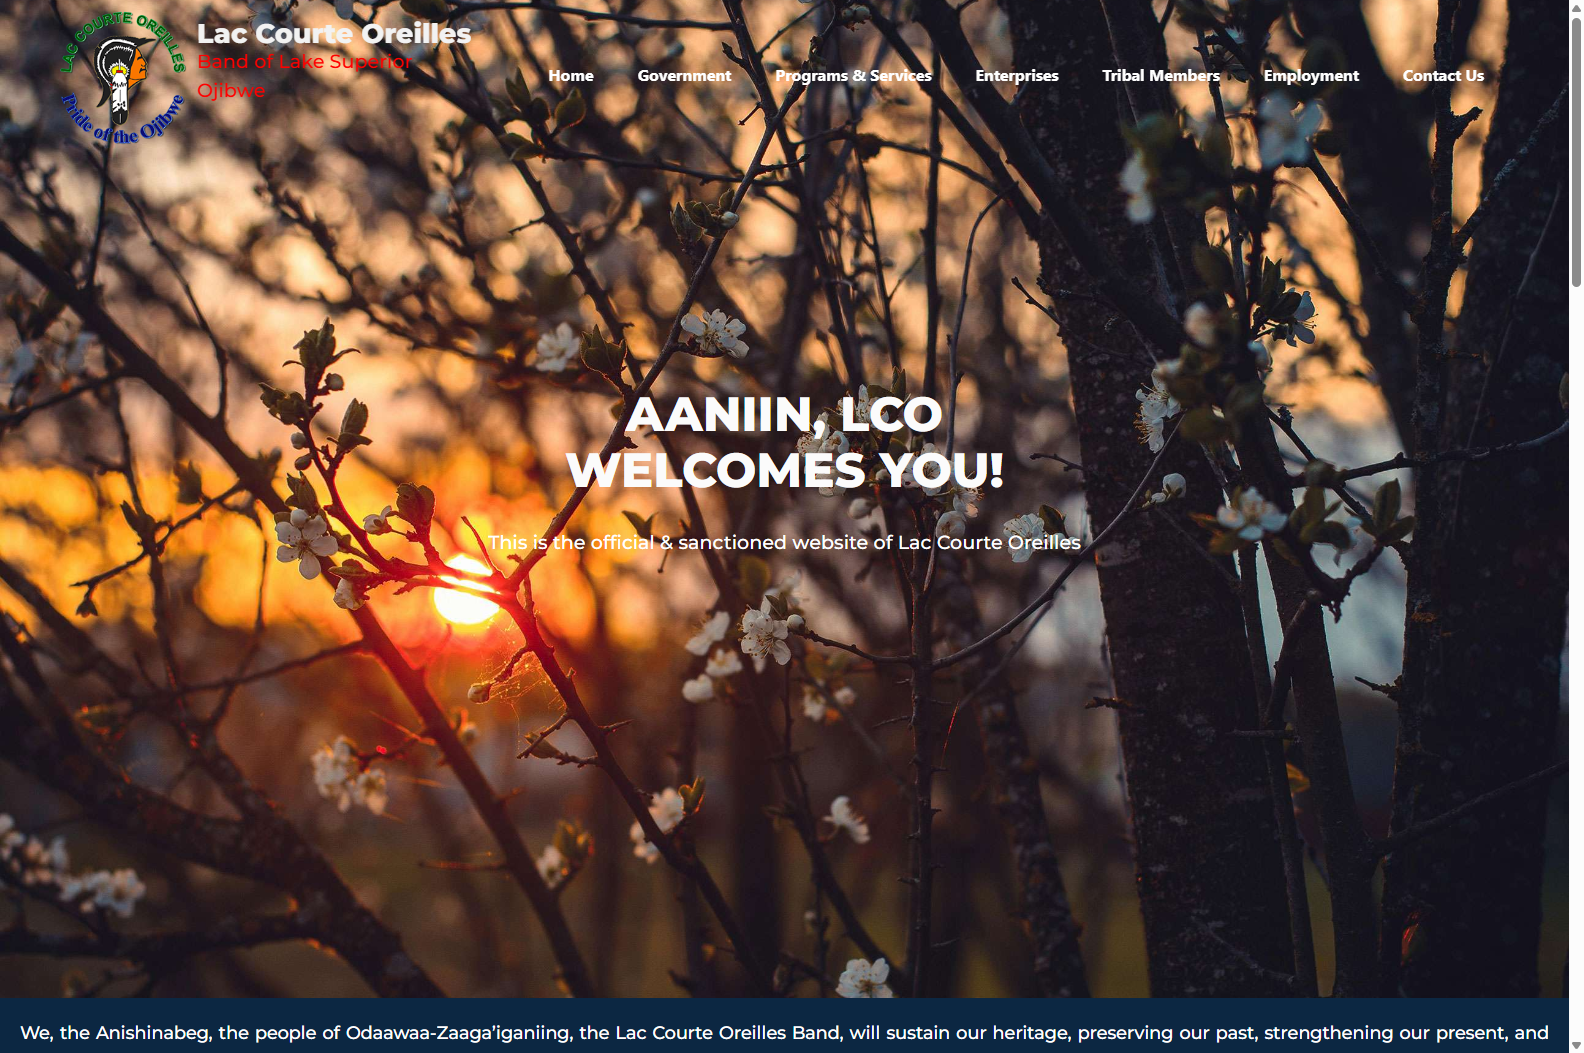 LAC COURTE OREILLES
Pride of the Ojibwe
Lac Courte Oreilles
Band of Lake Superior
Ojibwe
Home Government Programs & Services Enterprises Tribal Members Employment Contact Us
AANIIN, LCO
WELCOMES YOU!
This is the official & sanctioned website of Lac Courte Oreilles
We, the Anishinabeg, the people of Odaawaa-Zaaga’iganiing, the Lac Courte Oreilles Band, will sustain our heritage, preserving our past, strengthening our present, and